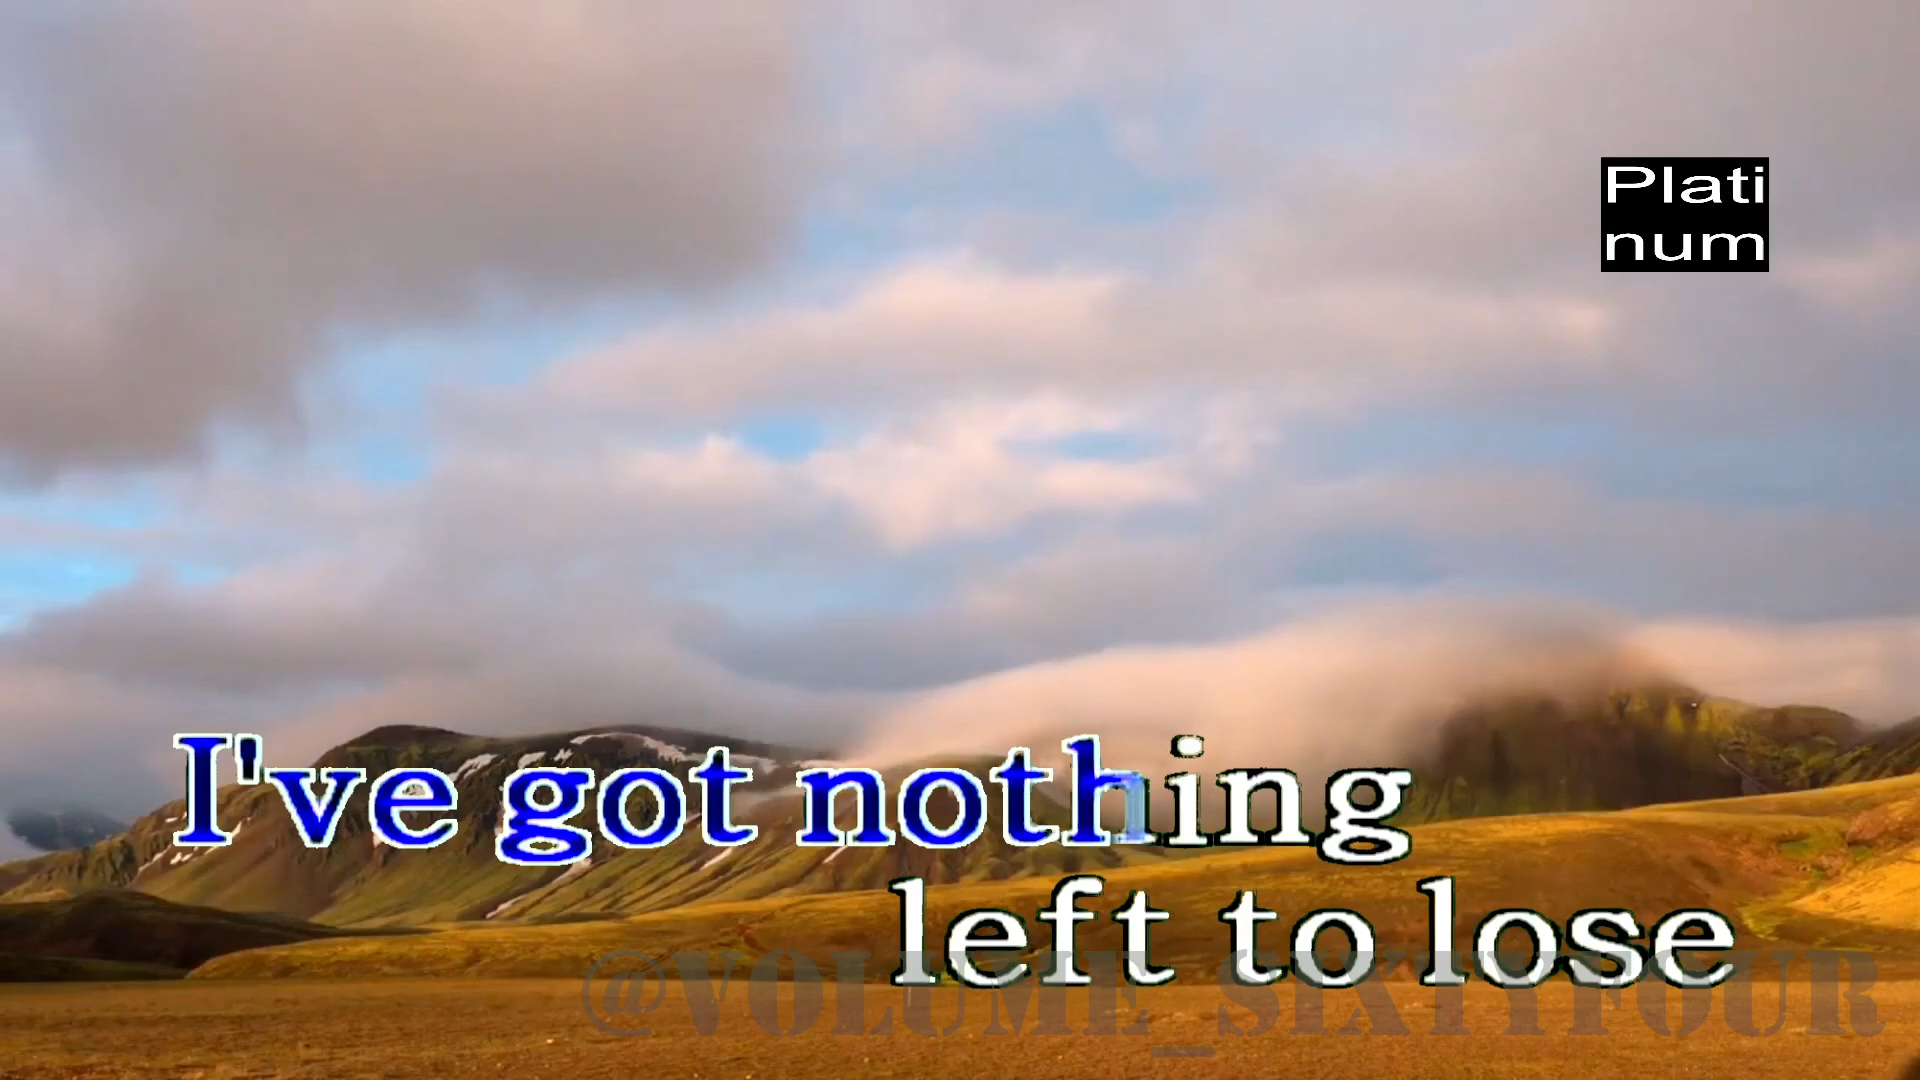 Plati
num
I've got nothing
left to lose
@VOLUME_SIXTYFOUR